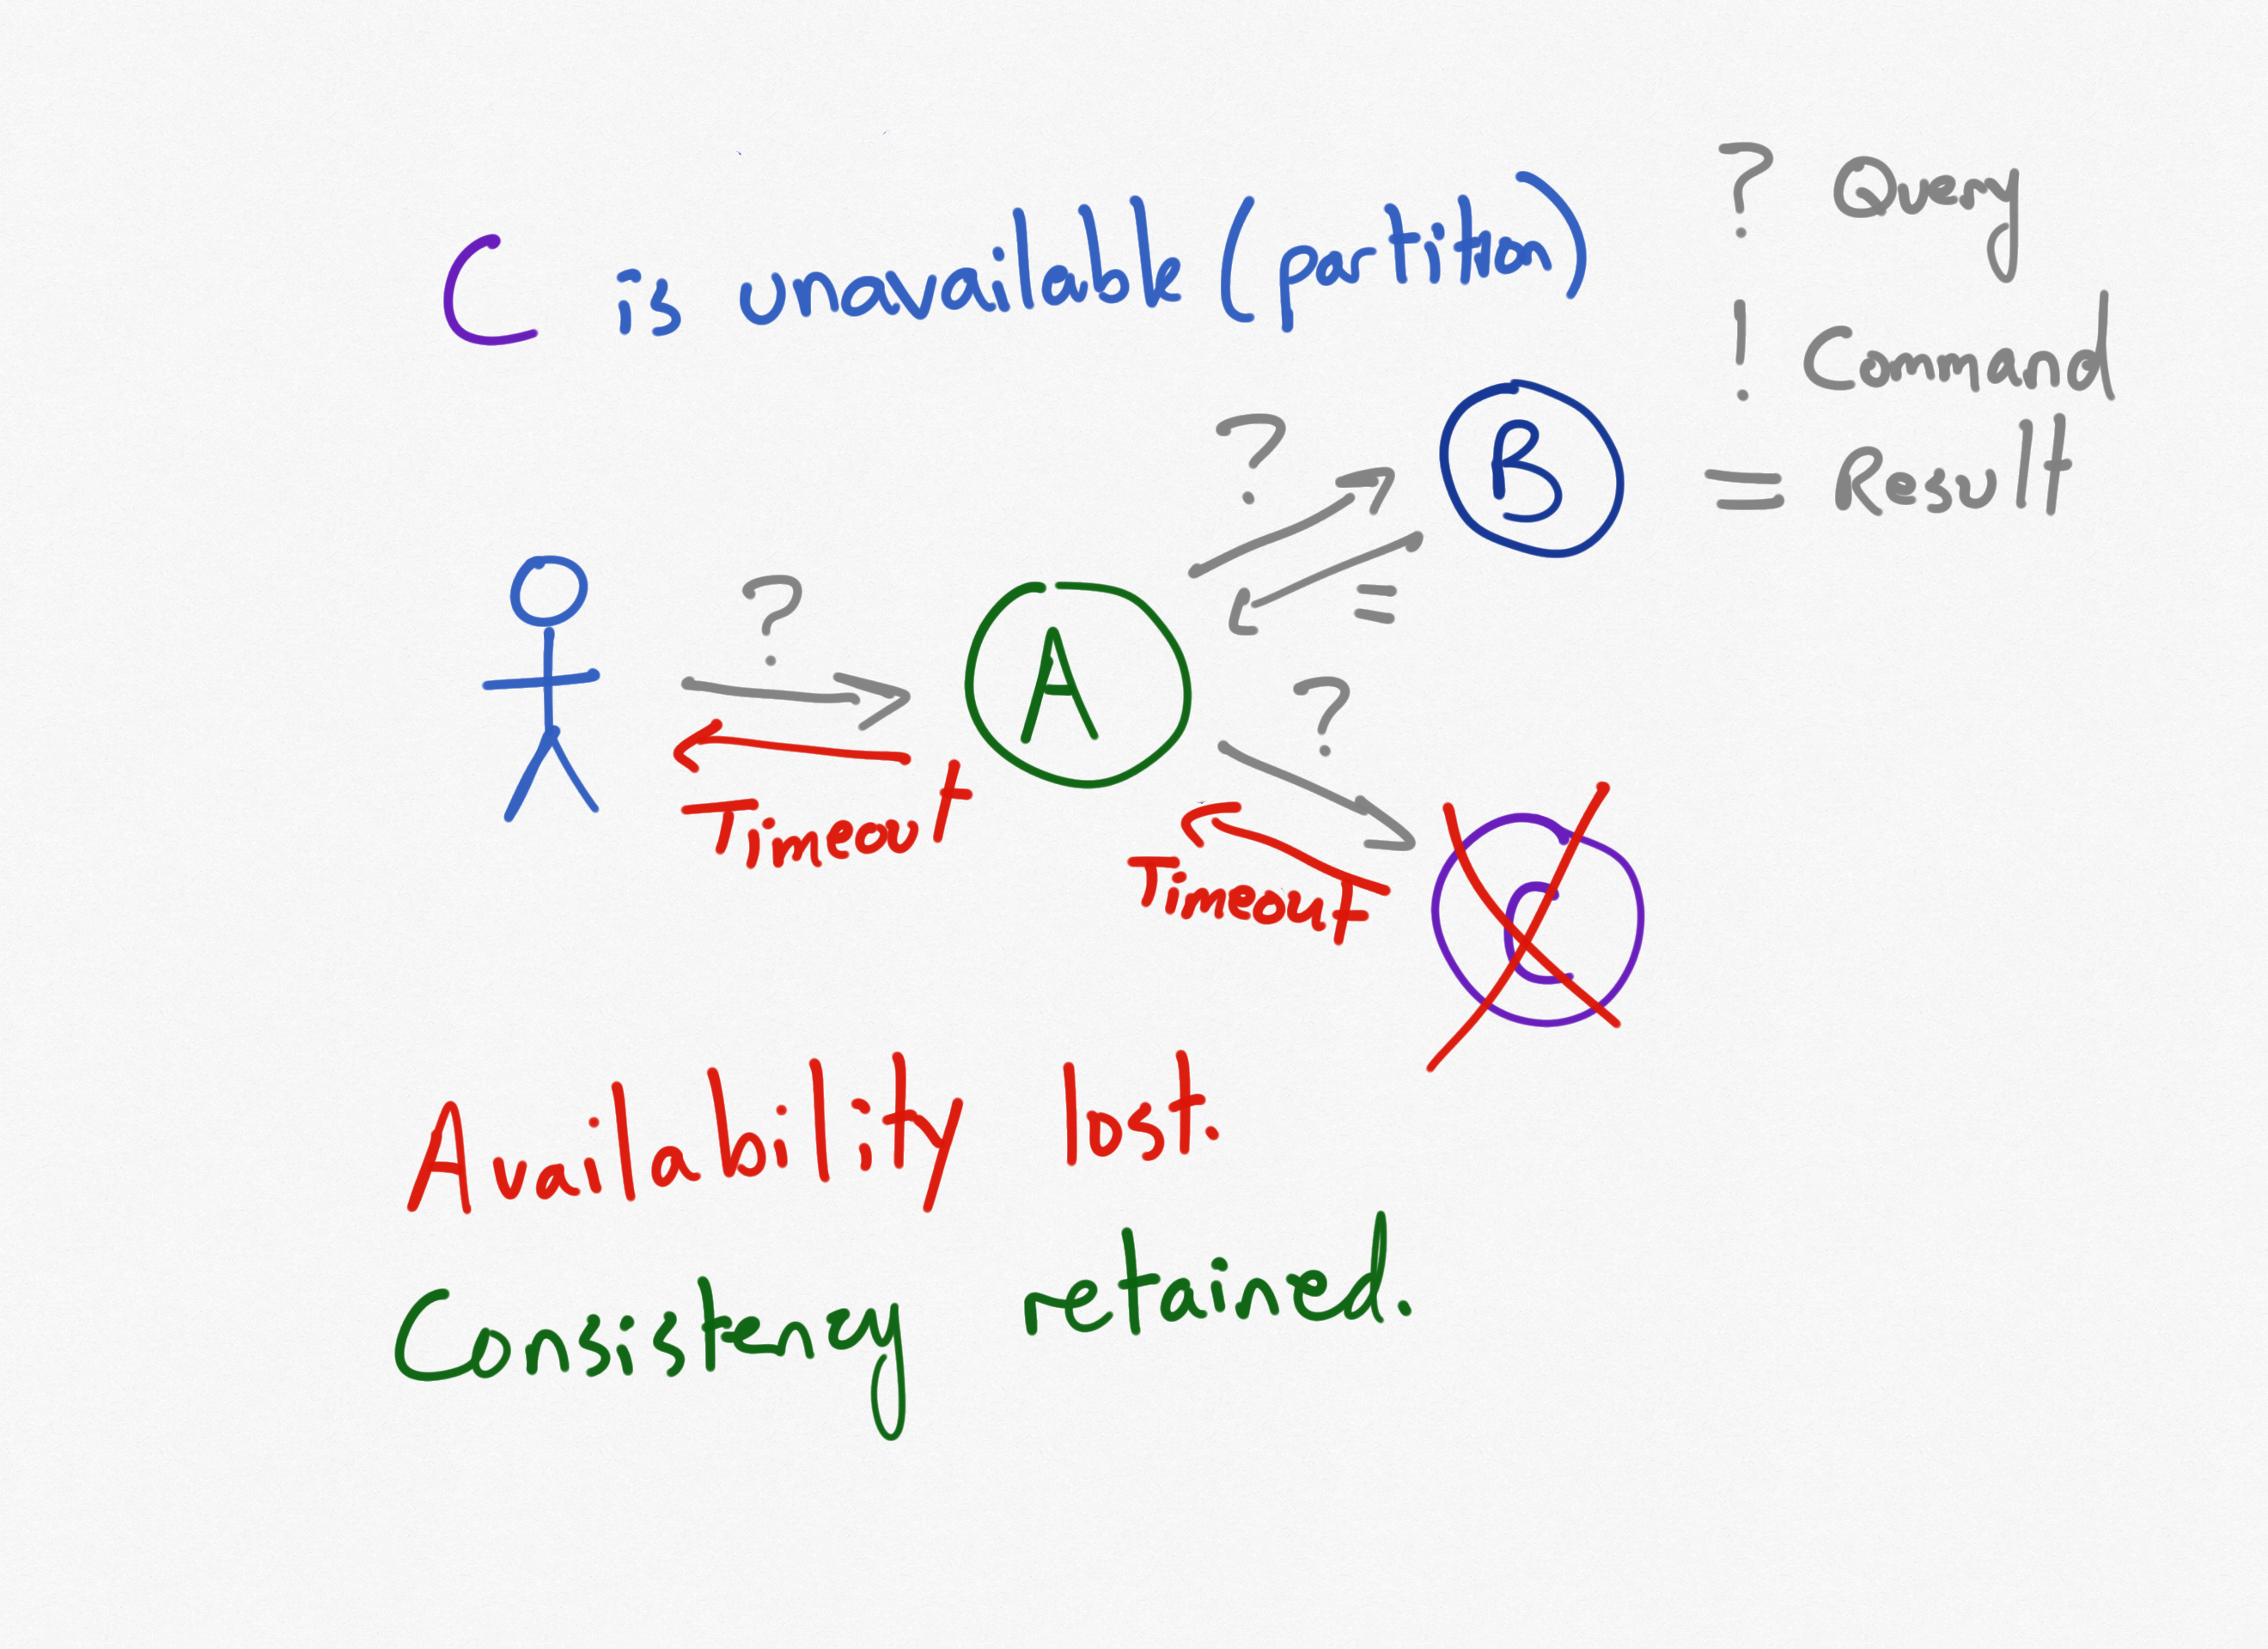 C is unavailable (partition)
? Query
! Command
= Result
?
B
=
?
A
Timeout
?
Timeout
C
Availability lost.
Consistency retained.